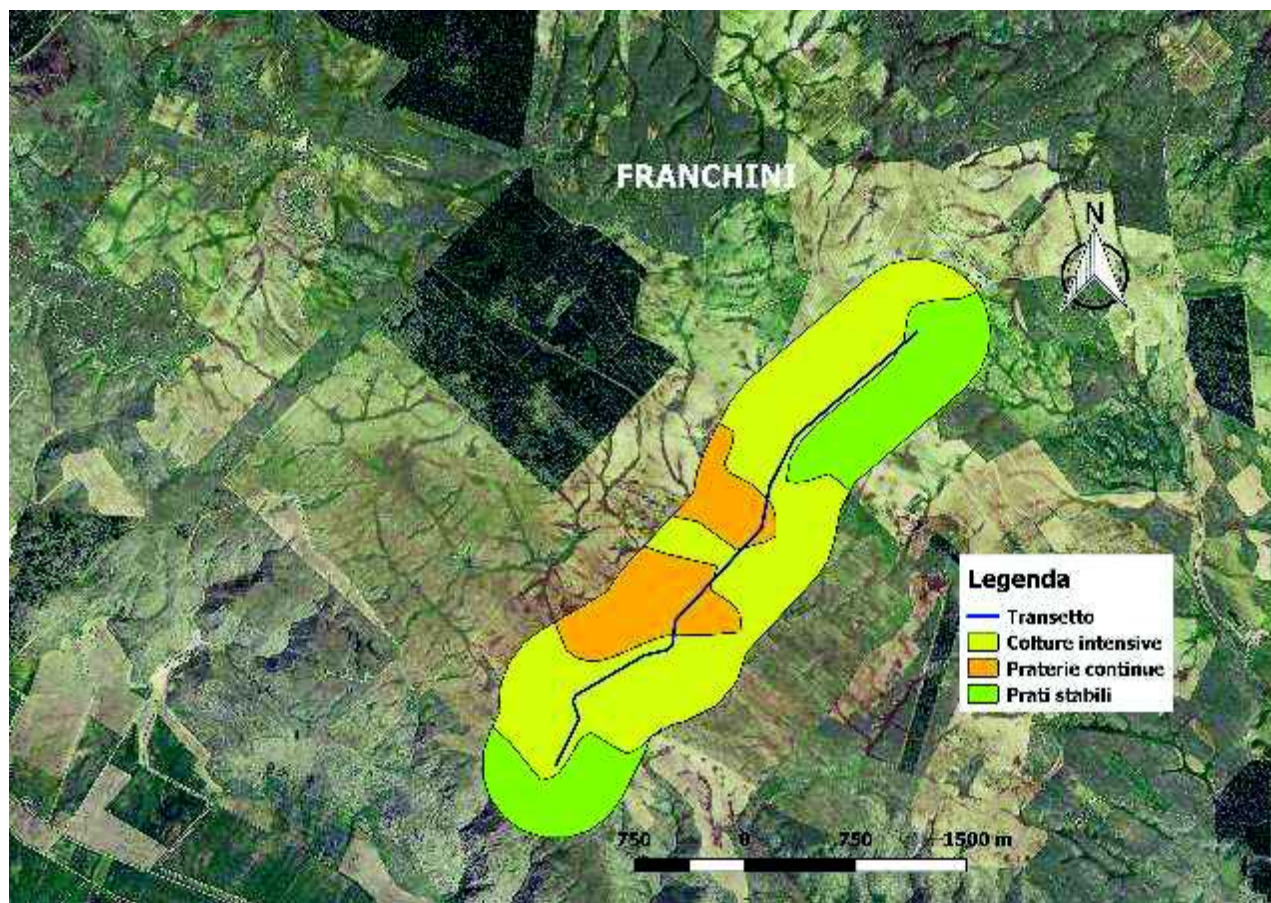 FRANCHINI
N
Legenda
Transetto
Colture intensive
Praterie continue
Prati stabili
750 0 750 1500 m